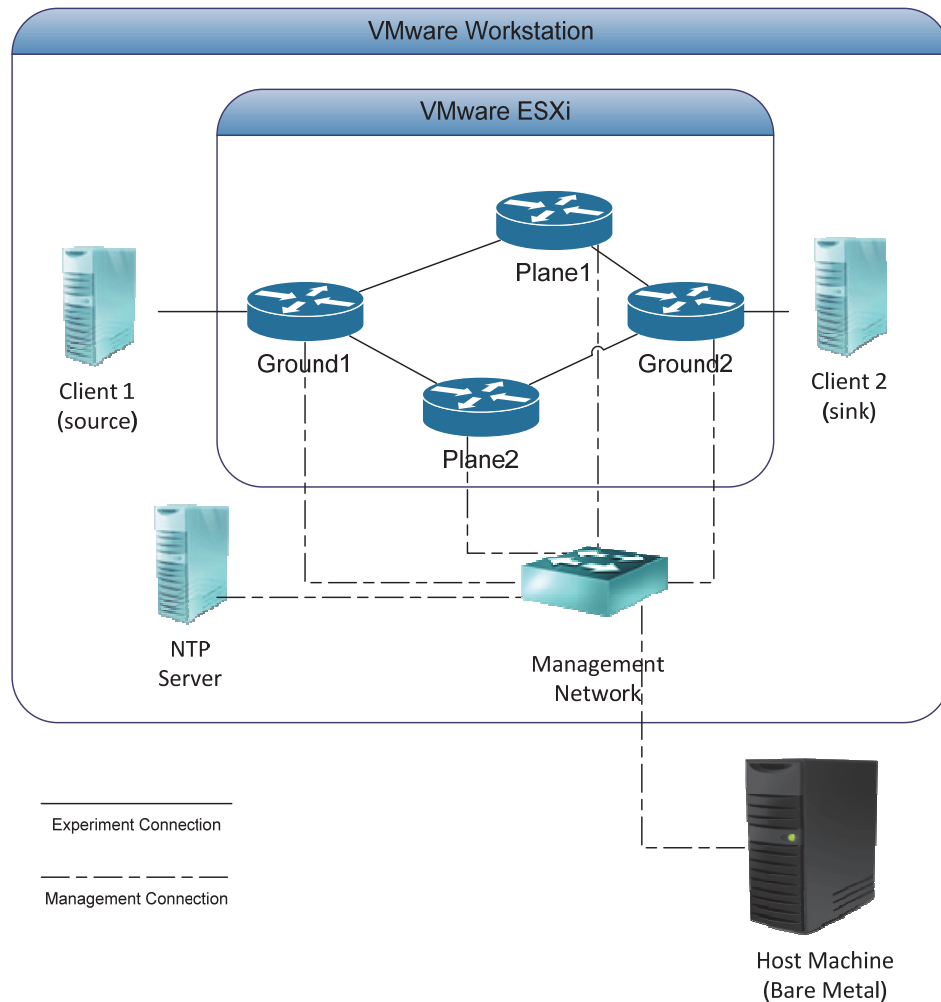 VMware Workstation
VMware ESXi
Plane1
Ground1
Ground2
Client 1
(source)
Client 2
(sink)
Plane2
NTP
Server
Management
Network
Experiment Connection
Management Connection
Host Machine
(Bare Metal)